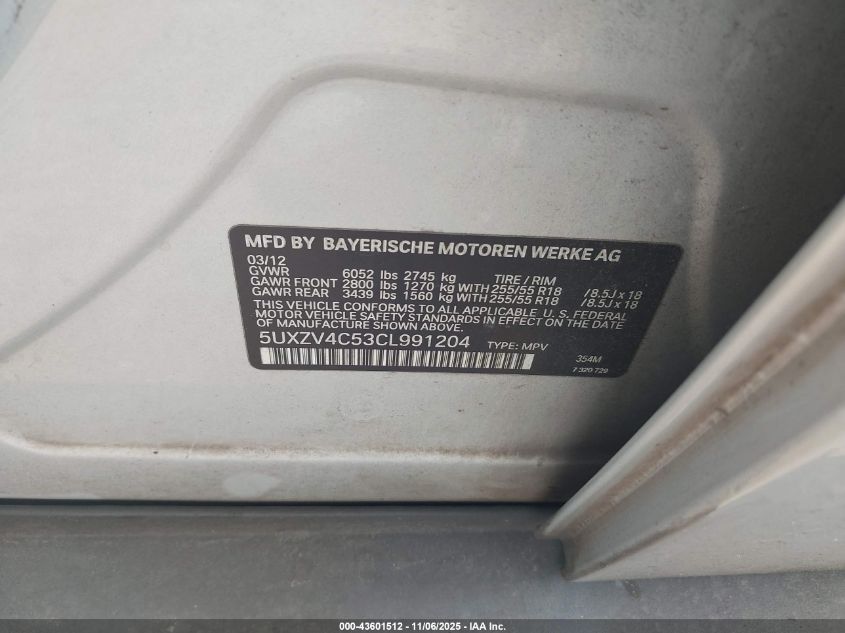 MFD BY BAYERISCHE MOTOREN WERKE AG
03/12
GVWR 6052 lbs 2745 kg TIRE / RIM
GAWR FRONT 2800 lbs 1270 kg WITH 255/55 R18 / 8.5J x 18
GAWR REAR 3439 lbs 1560 kg WITH 255/55 R18 / 8.5J x 18
THIS VEHICLE CONFORMS TO ALL APPLICABLE U. S. FEDERAL
MOTOR VEHICLE SAFETY STANDARDS IN EFFECT ON THE DATE OF
MANUFACTURE SHOWN ABOVE.
5UXZV4C53CL991204 TYPE: MPV
354M
7 320 729
000-43601512 - 11/06/2025 - IAA Inc.